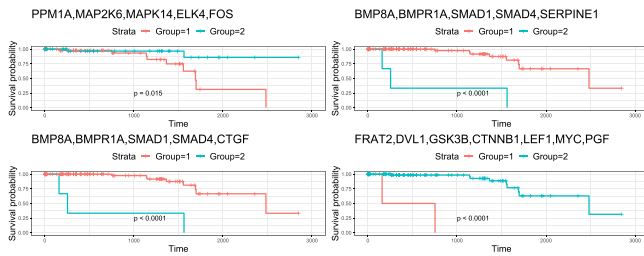 PPM1A,MAP2K6,MAPK14,ELK4,FOS
Strata Group=1 Group=2
Survival probability
1.00
0.75
0.50
0.25
0.00
p = 0.015
0 1000 2000 3000
Time
BMP8A,BMPR1A,SMAD1,SMAD4,SERPINE1
Strata Group=1 Group=2
Survival probability
1.00
0.75
0.50
0.25
0.00
p < 0.0001
0 1000 2000 3000
Time
BMP8A,BMPR1A,SMAD1,SMAD4,CTGF
Strata Group=1 Group=2
Survival probability
1.00
0.75
0.50
0.25
0.00
p < 0.0001
0 1000 2000 3000
Time
FRAT2,DVL1,GSK3B,CTNNB1,LEF1,MYC,PGF
Strata Group=1 Group=2
Survival probability
1.00
0.75
0.50
0.25
0.00
p < 0.0001
0 1000 2000 3000
Time